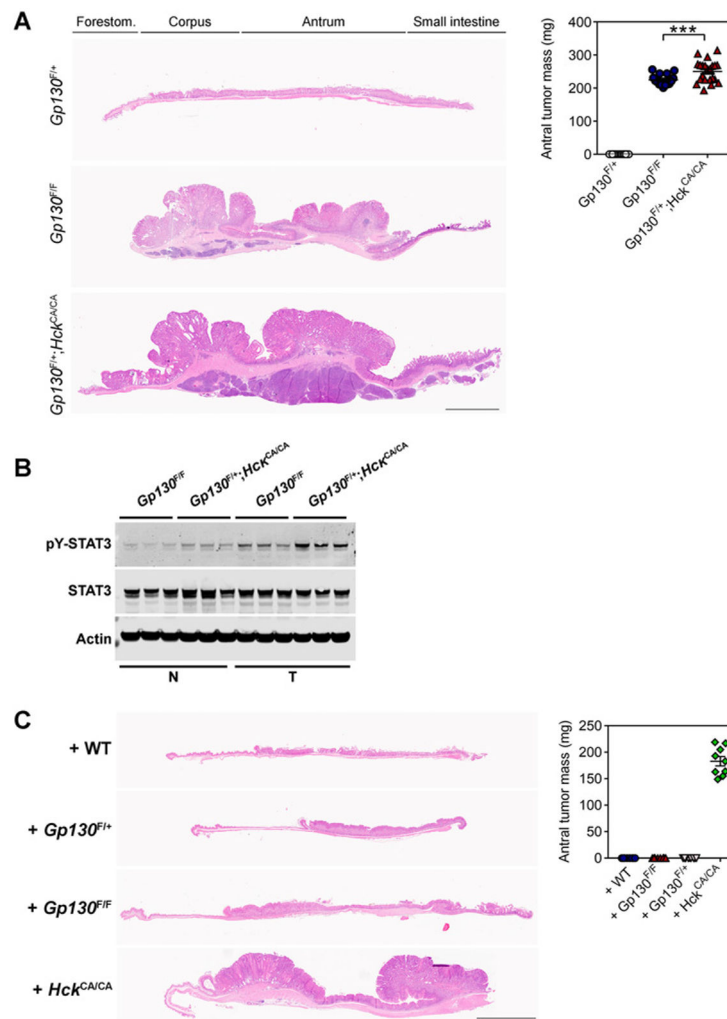 A
Forestom. Corpus Antrum Small intestine
Gp130F/+
Gp130F/F
Gp130F/+;HckCA/CA
Antral tumor mass (mg)
400
300
200
100
0
***
Gp130F/+
Gp130F/F
Gp130F/+;HckCA/CA
B
Gp130F/F Gp130F/+;HckCA/CA Gp130F/F Gp130F/+;HckCA/CA
pY-STAT3
STAT3
Actin
N T
C
+ WT
+ Gp130F/+
+ Gp130F/F
+ HckCA/CA
Antral tumor mass (mg)
250
200
150
100
50
0
+ WT
+ Gp130F/F
+ Gp130F/+
+ HckCA/CA